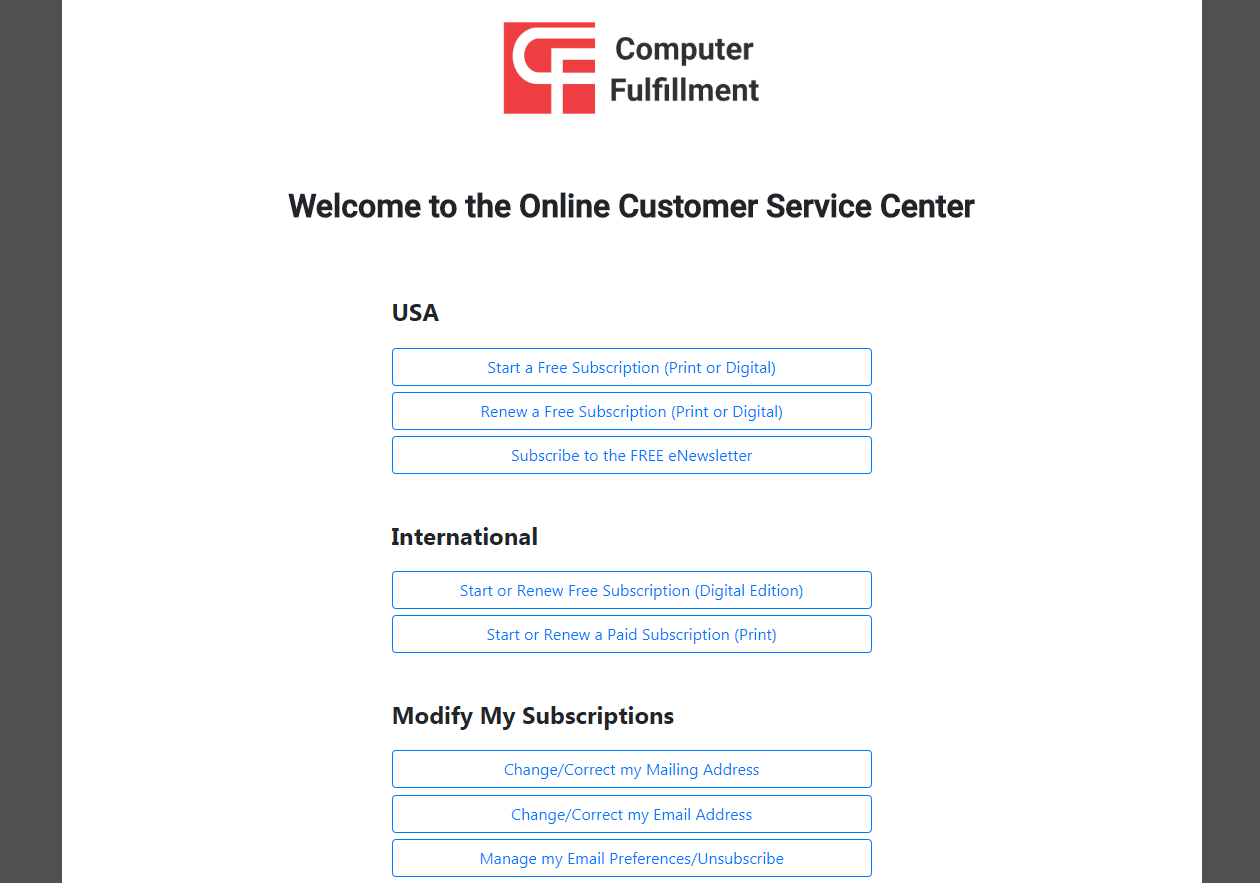 Computer
Fulfillment
Welcome to the Online Customer Service Center
USA
Start a Free Subscription (Print or Digital)
Renew a Free Subscription (Print or Digital)
Subscribe to the FREE eNewsletter
International
Start or Renew Free Subscription (Digital Edition)
Start or Renew a Paid Subscription (Print)
Modify My Subscriptions
Change/Correct my Mailing Address
Change/Correct my Email Address
Manage my Email Preferences/Unsubscribe